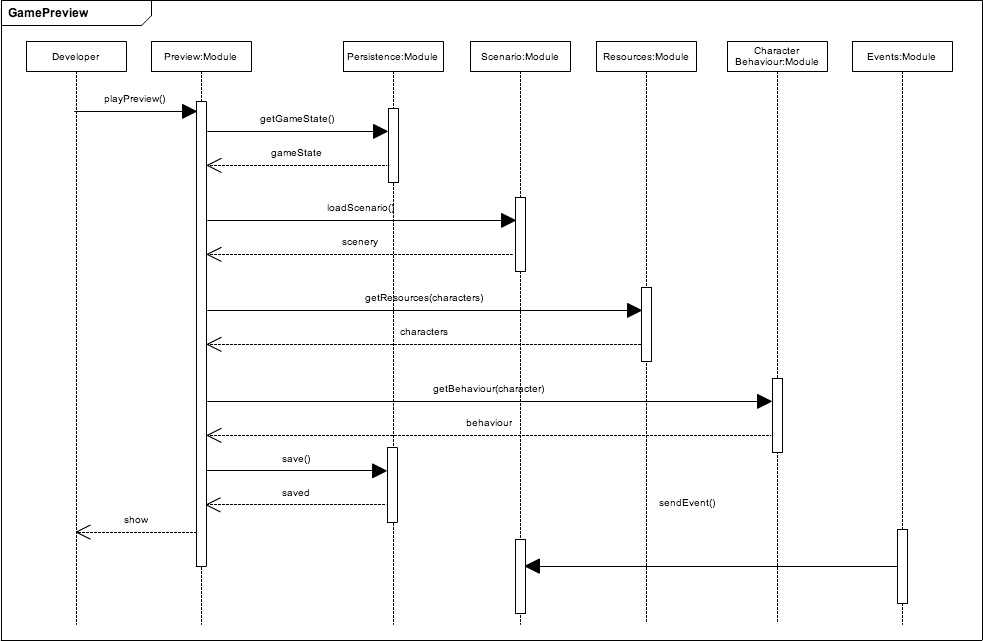 GamePreview
Developer
Preview:Module
Persistence:Module
Scenario:Module
Resources:Module
Character
Behaviour:Module
Events:Module
playPreview()
getGameState()
gameState
loadScenario()
scenery
getResources(characters)
characters
getBehaviour(character)
behaviour
save()
saved
sendEvent()
show